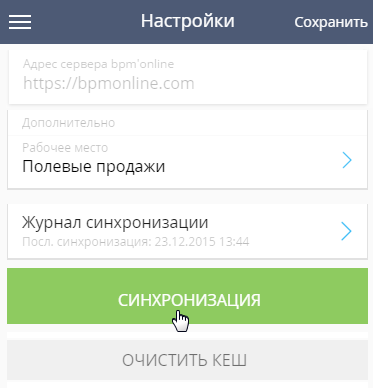 Настройки
Сохранить
Адрес сервера bpm'online
https://bpmonline.com
Дополнительно
Рабочее место
Полевые продажи
Журнал синхронизации
Посл. синхронизация: 23.12.2015 13:44
СИНХРОНИЗАЦИЯ
ОЧИСТИТЬ КЕШ